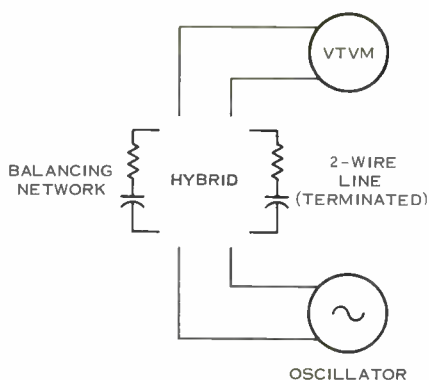 VTVM
BALANCING
NETWORK
HYBRID
2-WIRE
LINE
(TERMINATED)
OSCILLATOR